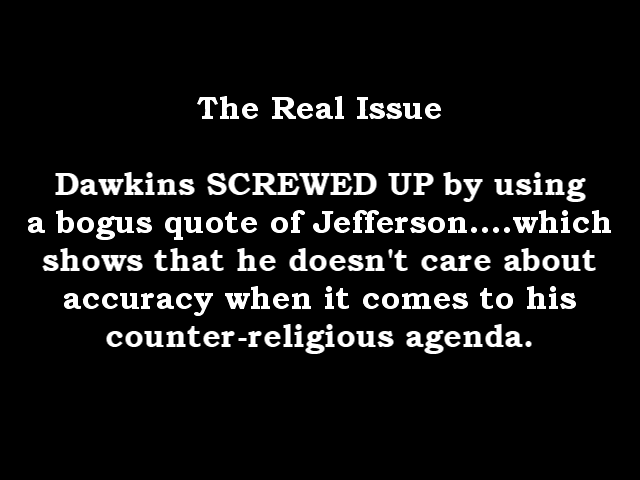 The Real Issue
Dawkins SCREWED UP by using
a bogus quote of Jefferson....which
shows that he doesn't care about
accuracy when it comes to his
counter-religious agenda.